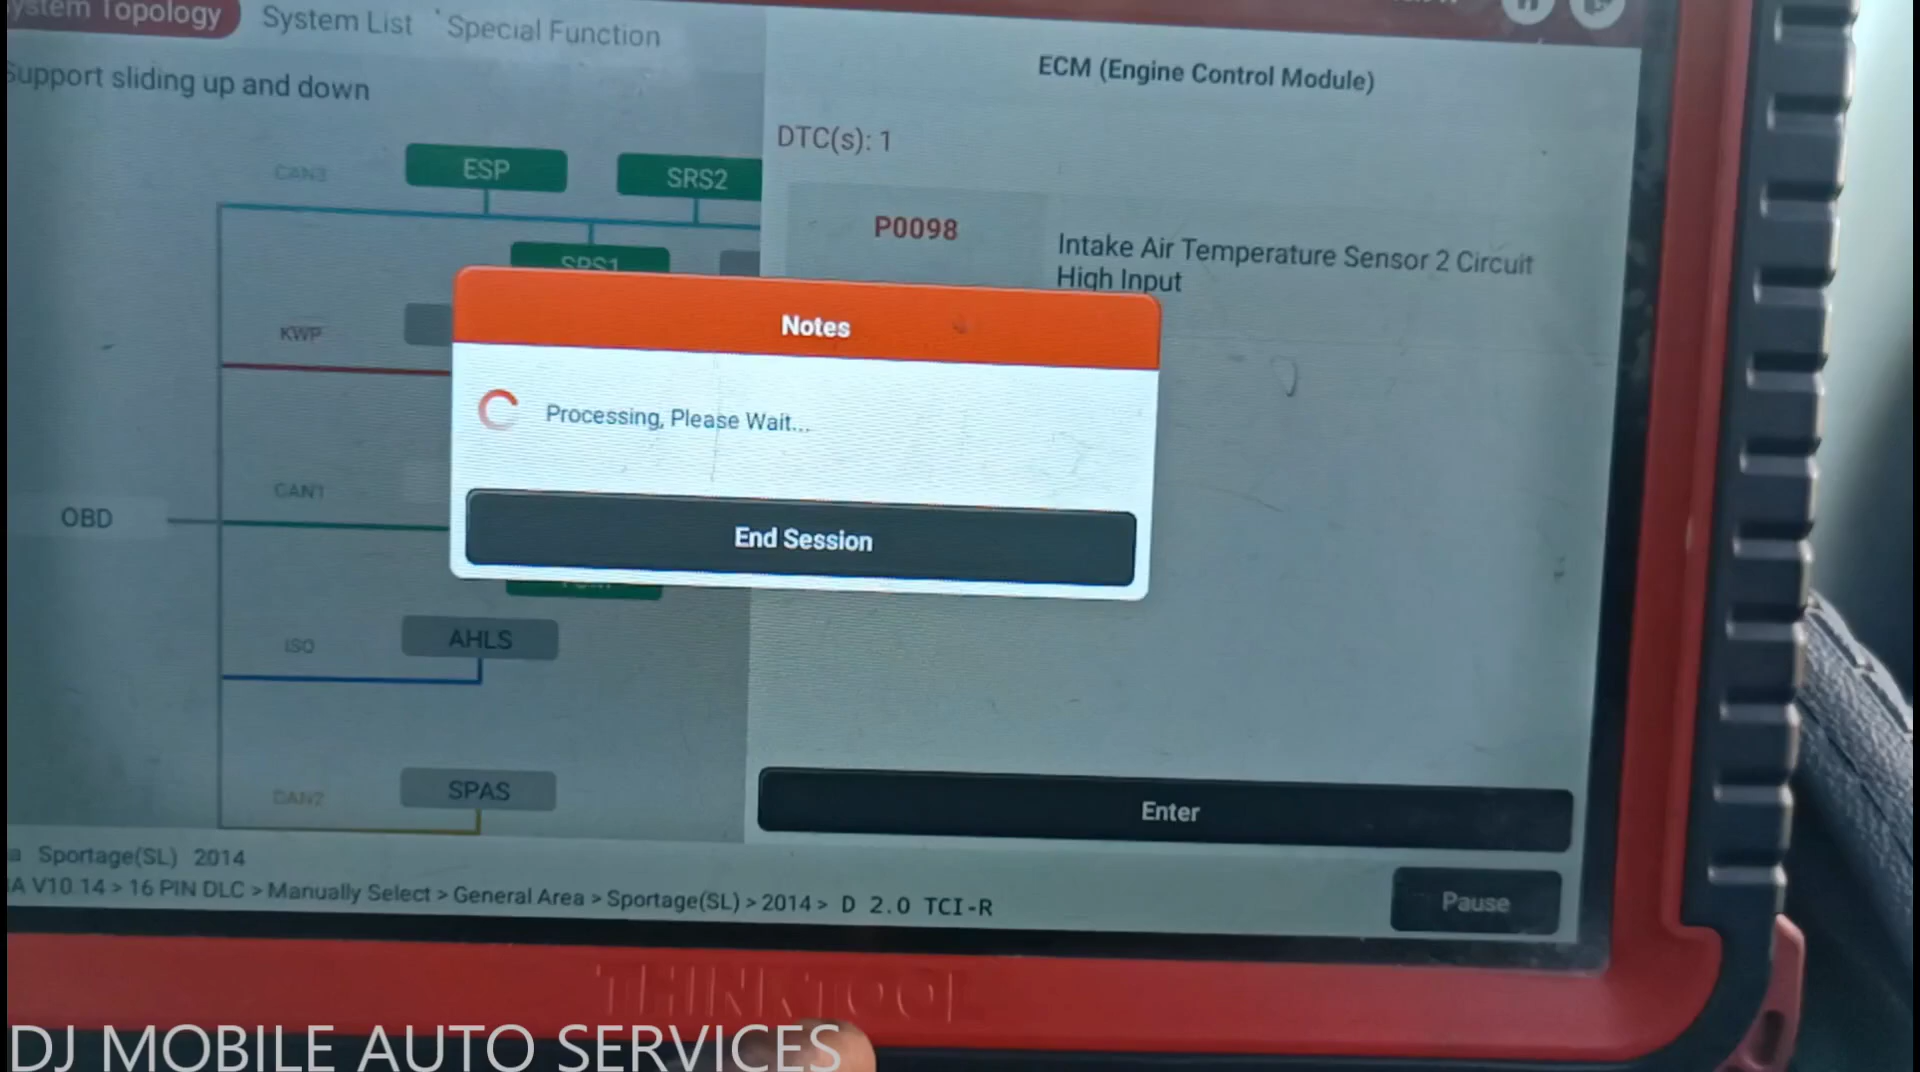 ystem Topology
System List
Special Function
Support sliding up and down
ECM (Engine Control Module)
DTC(s): 1
CAN3
ESP
SRS2
P0098
Intake Air Temperature Sensor 2 Circuit
High Input
SRS1
KWP
Notes
Processing, Please Wait...
CAN1
OBD
End Session
ISO
AHLS
CAN2
SPAS
Enter
a Sportage(SL) 2014
IA V10.14 > 16 PIN DLC > Manually Select > General Area > Sportage(SL) > 2014 > D 2.0 TCI-R
Pause
THINKTOOL
DJ MOBILE AUTO SERVICES